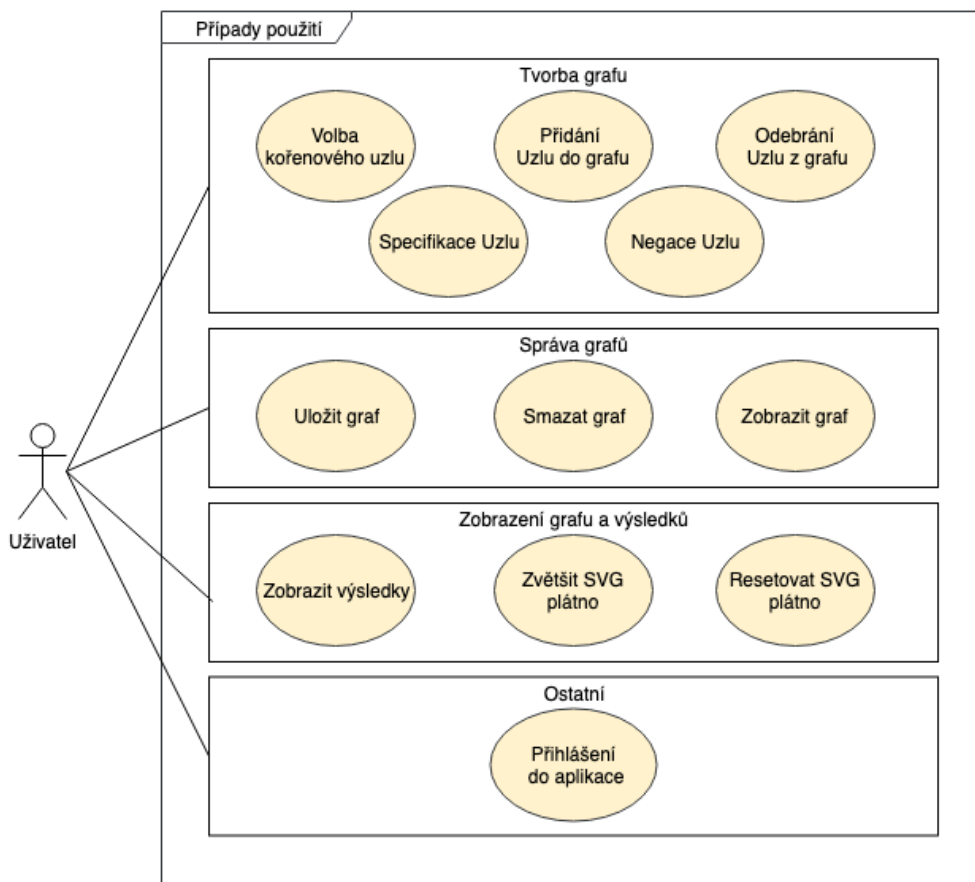 Případy použití
Tvorba grafu
Volba
kořenového uzlu
Přidání
Uzlu do grafu
Odebrání
Uzlu z grafu
Specifikace Uzlu
Negace Uzlu
Správa grafů
Uložit graf
Smazat graf
Zobrazit graf
Uživatel
Zobrazení grafu a výsledků
Zobrazit výsledky
Zvětšit SVG
plátno
Resetovat SVG
plátno
Ostatní
Přihlášení
do aplikace